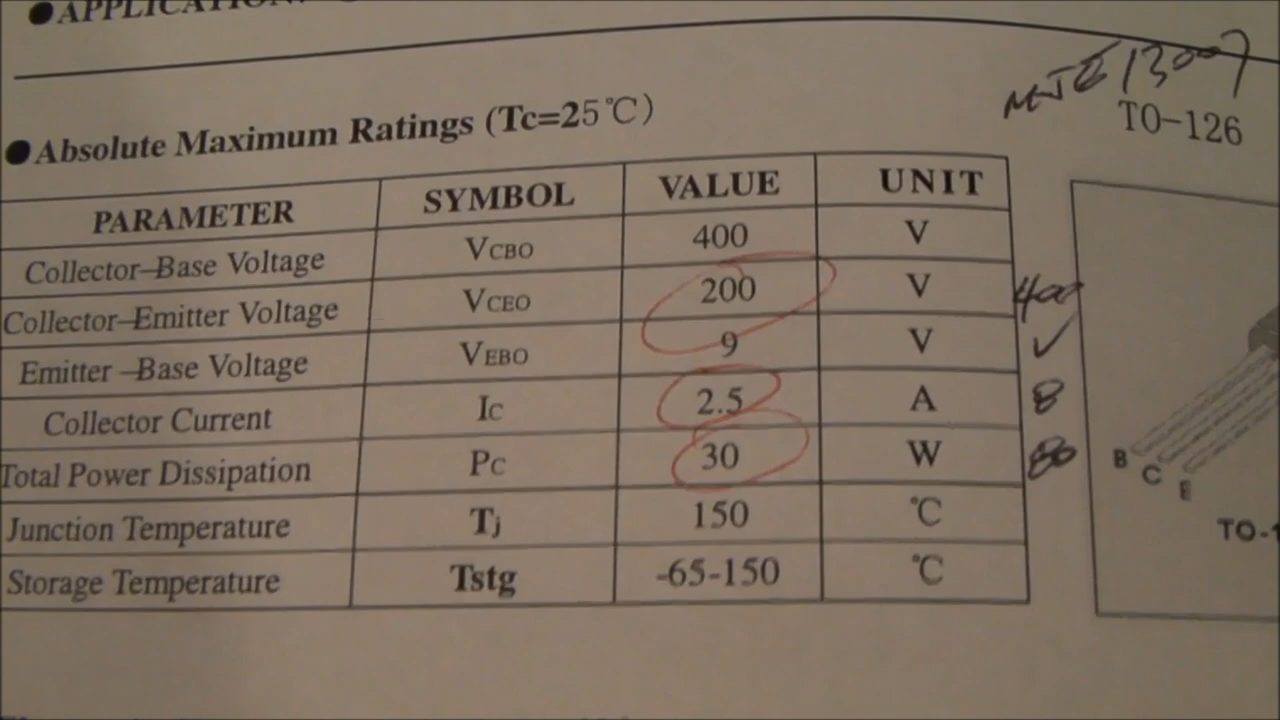 ●APPLICATION:
MJE 13007
TO-126
●Absolute Maximum Ratings (Tc=25℃)
PARAMETER SYMBOL VALUE UNIT
Collector–Base Voltage VCBO 400 V
Collector–Emitter Voltage VCEO 200 V 400
Emitter –Base Voltage VEBO 9 V ✓
Collector Current IC 2.5 A 8
Total Power Dissipation PC 30 W 80
Junction Temperature Tj 150 ℃
Storage Temperature Tstg -65-150 ℃
B
C
E
TO-1